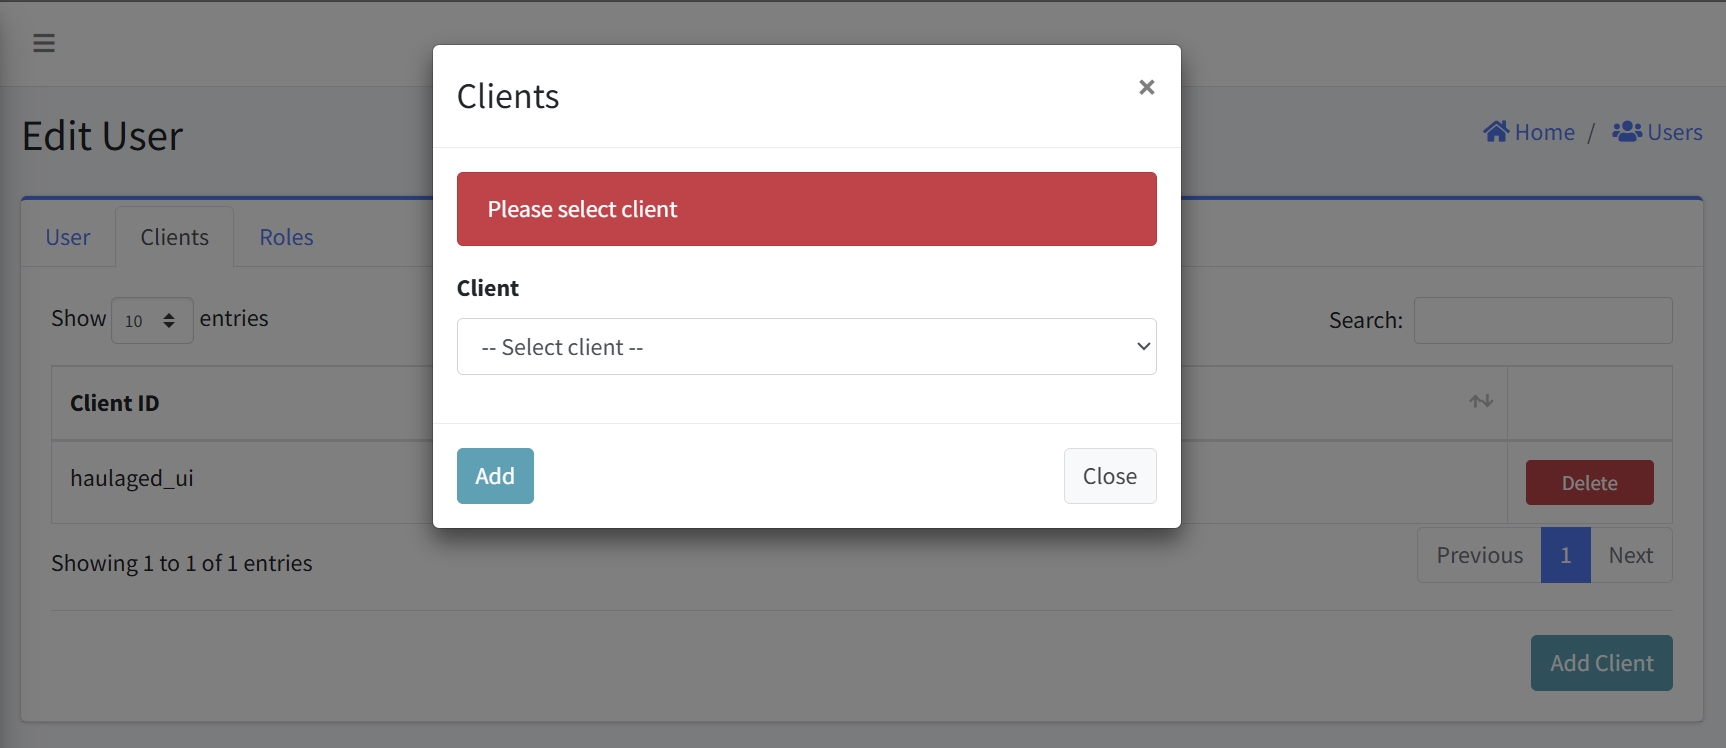 Edit User
Home / Users
User
Clients
Roles
Show 10 entries
Search:
Client ID
haulaged_ui
Delete
Showing 1 to 1 of 1 entries
Previous 1 Next
Add Client
Clients
×
Please select client
Client
-- Select client --
Add
Close